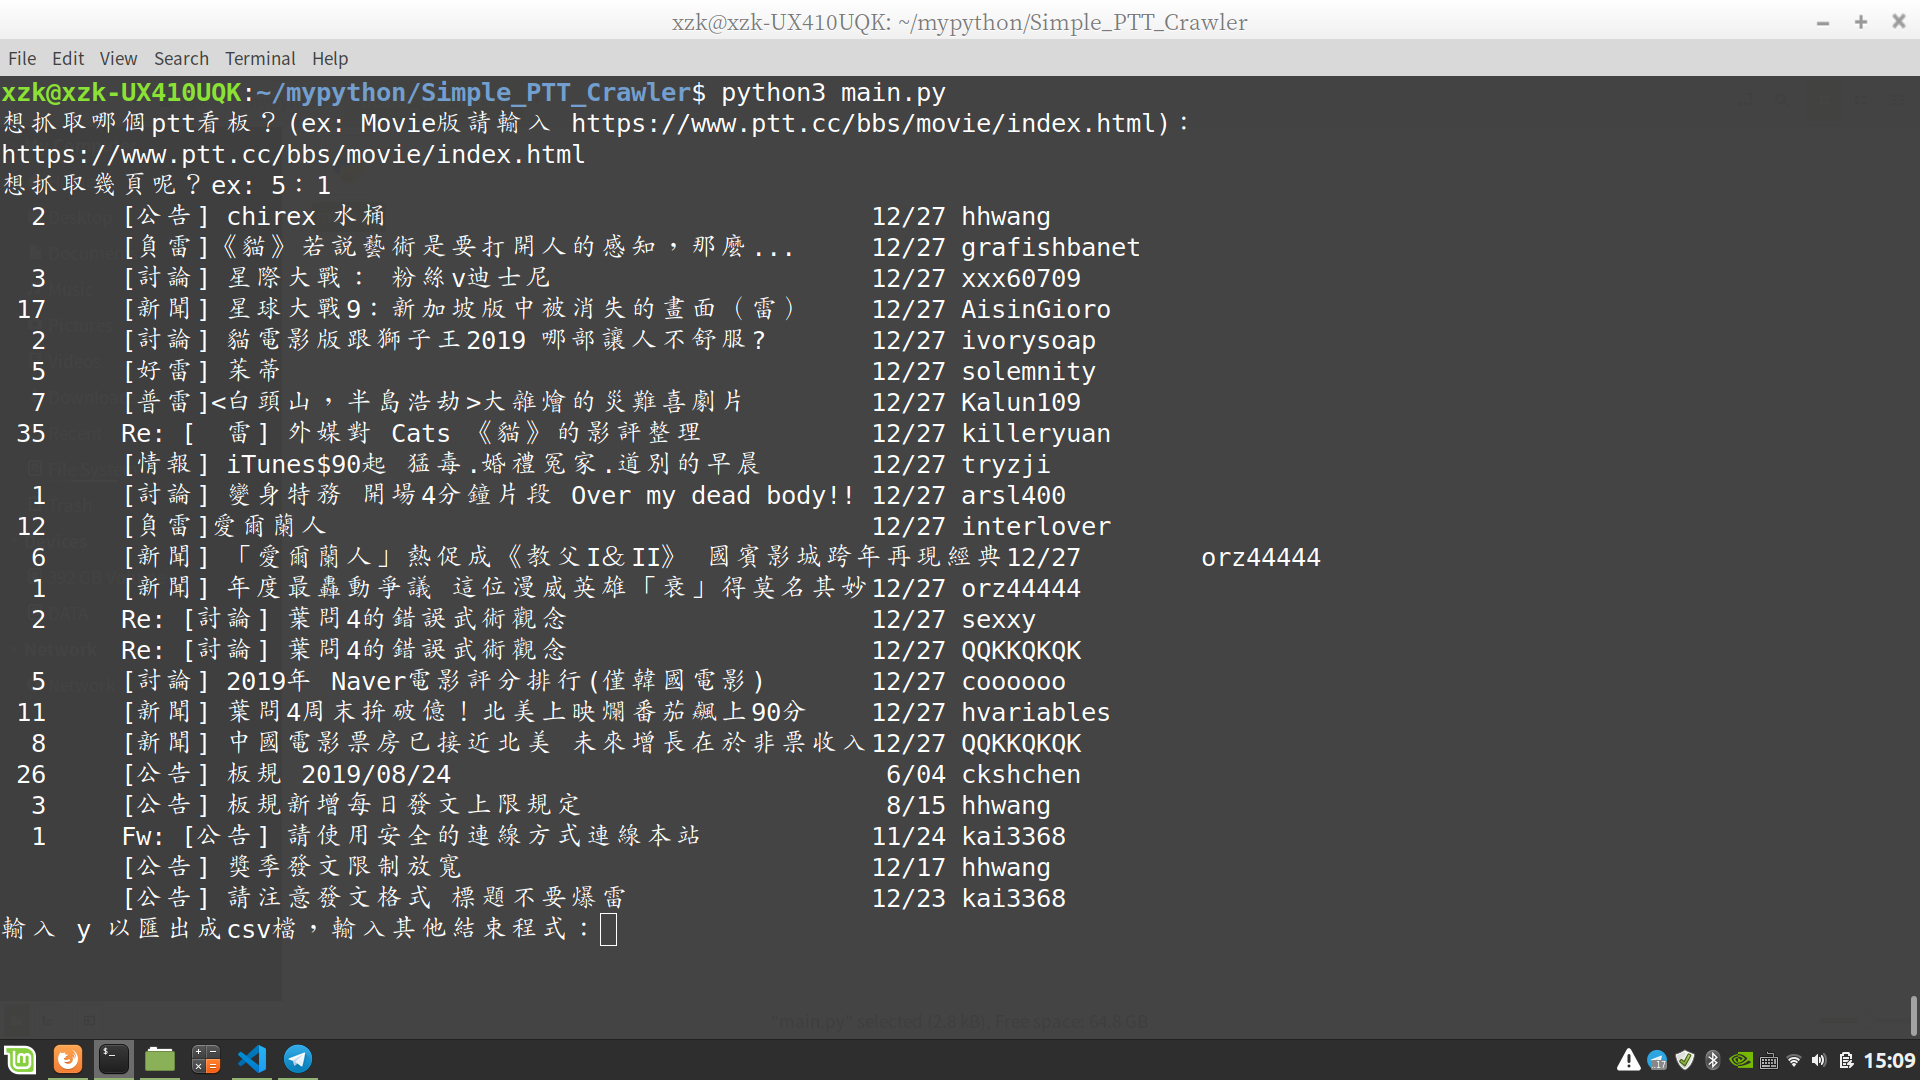 xzk@xzk-UX410UQK: ~/mypython/Simple_PTT_Crawler
File Edit View Search Terminal Help
xzk@xzk-UX410UQK:~/mypython/Simple_PTT_Crawler$ python3 main.py
想抓取哪個ptt看板？(ex: Movie版請輸入 https://www.ptt.cc/bbs/movie/index.html)：
https://www.ptt.cc/bbs/movie/index.html
想抓取幾頁呢？ex: 5：1
2 [公告] chirex 水桶 12/27 hhwang
[負雷]《貓》若說藝術是要打開人的感知，那麼... 12/27 grafishbanet
3 [討論] 星際大戰： 粉絲v迪士尼 12/27 xxx60709
17 [新聞] 星球大戰9：新加坡版中被消失的畫面（雷） 12/27 AisinGioro
2 [討論] 貓電影版跟獅子王2019 哪部讓人不舒服? 12/27 ivorysoap
5 [好雷] 茱蒂 12/27 solemnity
7 [普雷]<白頭山，半島浩劫>大雜燴的災難喜劇片 12/27 Kalun109
35 Re: [　雷] 外媒對 Cats 《貓》的影評整理 12/27 killeryuan
[情報] iTunes$90起 猛毒.婚禮冤家.道別的早晨 12/27 tryzji
1 [討論] 變身特務 開場4分鐘片段 Over my dead body!! 12/27 arsl400
12 [負雷]愛爾蘭人 12/27 interlover
6 [新聞] 「愛爾蘭人」熱促成《教父I＆II》 國賓影城跨年再現經典12/27 orz44444
1 [新聞] 年度最轟動爭議 這位漫威英雄「衰」得莫名其妙12/27 orz44444
2 Re: [討論] 葉問4的錯誤武術觀念 12/27 sexxy
Re: [討論] 葉問4的錯誤武術觀念 12/27 QQKKQKQK
5 [討論] 2019年 Naver電影評分排行(僅韓國電影) 12/27 coooooo
11 [新聞] 葉問4周末拚破億！北美上映爛番茄飆上90分 12/27 hvariables
8 [新聞] 中國電影票房已接近北美 未來增長在於非票收入12/27 QQKKQKQK
26 [公告] 板規 2019/08/24 6/04 ckshchen
3 [公告] 板規新增每日發文上限規定 8/15 hhwang
1 Fw: [公告] 請使用安全的連線方式連線本站 11/24 kai3368
[公告] 獎季發文限制放寬 12/17 hhwang
[公告] 請注意發文格式 標題不要爆雷 12/23 kai3368
輸入 y 以匯出成csv檔，輸入其他結束程式：
"main.py" selected (2.8 kB), Free space: 64.8 GB
15:09